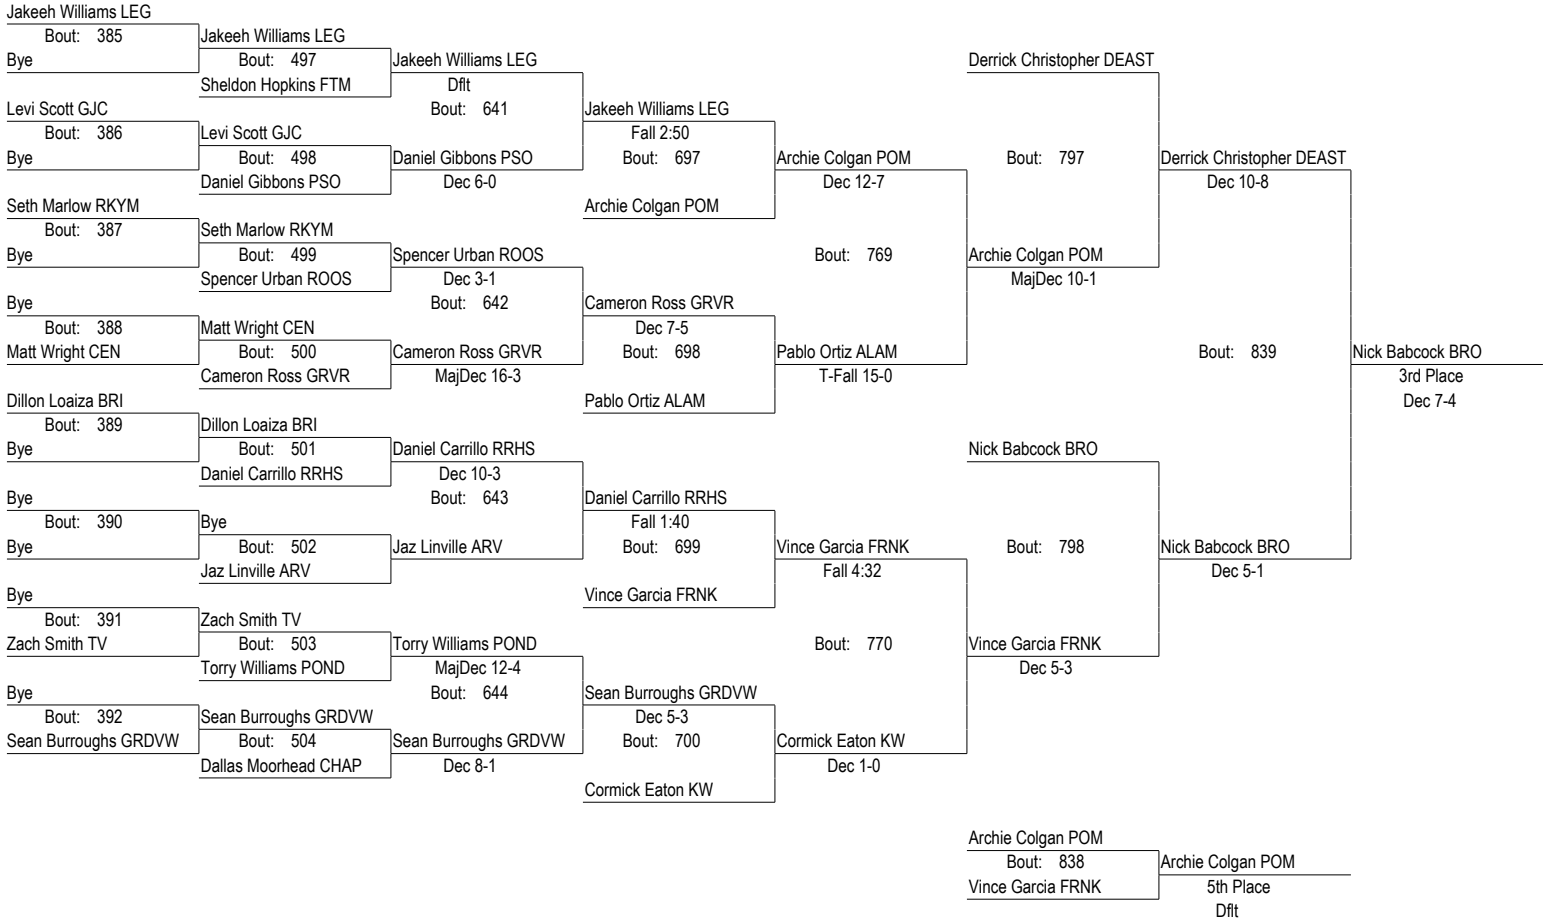 Jakeeh Williams LEG
Bout: 385 Jakeeh Williams LEG
Bye Bout: 497 Jakeeh Williams LEG Derrick Christopher DEAST
Sheldon Hopkins FTM Dflt
Levi Scott GJC Bout: 641 Jakeeh Williams LEG
Bout: 386 Levi Scott GJC Fall 2:50
Bye Bout: 498 Daniel Gibbons PSO Bout: 697 Archie Colgan POM Bout: 797 Derrick Christopher DEAST
Daniel Gibbons PSO Dec 6-0 Dec 12-7 Dec 10-8
Seth Marlow RKYM Archie Colgan POM
Bout: 387 Seth Marlow RKYM
Bye Bout: 499 Spencer Urban ROOS Bout: 769 Archie Colgan POM
Spencer Urban ROOS Dec 3-1 MajDec 10-1
Bye Bout: 642 Cameron Ross GRVR
Bout: 388 Matt Wright CEN Dec 7-5
Matt Wright CEN Bout: 500 Cameron Ross GRVR Bout: 698 Pablo Ortiz ALAM Bout: 839 Nick Babcock BRO
Cameron Ross GRVR MajDec 16-3 T-Fall 15-0 3rd Place
Dillon Loaiza BRI Pablo Ortiz ALAM Dec 7-4
Bout: 389 Dillon Loaiza BRI
Bye Bout: 501 Daniel Carrillo RRHS Nick Babcock BRO
Daniel Carrillo RRHS Dec 10-3
Bye Bout: 643 Daniel Carrillo RRHS
Bout: 390 Bye Fall 1:40
Bye Bout: 502 Jaz Linville ARV Bout: 699 Vince Garcia FRNK Bout: 798 Nick Babcock BRO
Jaz Linville ARV Fall 4:32 Dec 5-1
Bye Vince Garcia FRNK
Bout: 391 Zach Smith TV
Zach Smith TV Bout: 503 Torry Williams POND Bout: 770 Vince Garcia FRNK
Torry Williams POND MajDec 12-4 Dec 5-3
Bye Bout: 644 Sean Burroughs GRDVW
Bout: 392 Sean Burroughs GRDVW Dec 5-3
Sean Burroughs GRDVW Bout: 504 Sean Burroughs GRDVW Bout: 700 Cormick Eaton KW
Dallas Moorhead CHAP Dec 8-1 Dec 1-0
Cormick Eaton KW
Archie Colgan POM
Bout: 838 Archie Colgan POM
Vince Garcia FRNK 5th Place
Dflt